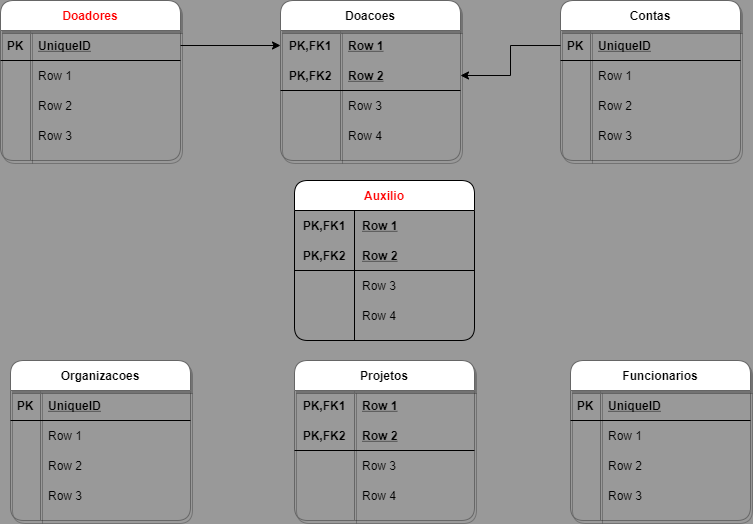 Doadores
PK UniqueID
Row 1
Row 2
Row 3
Doacoes
PK,FK1 Row 1
PK,FK2 Row 2
Row 3
Row 4
Contas
PK UniqueID
Row 1
Row 2
Row 3
Auxilio
PK,FK1 Row 1
PK,FK2 Row 2
Row 3
Row 4
Organizacoes
PK UniqueID
Row 1
Row 2
Row 3
Projetos
PK,FK1 Row 1
PK,FK2 Row 2
Row 3
Row 4
Funcionarios
PK UniqueID
Row 1
Row 2
Row 3